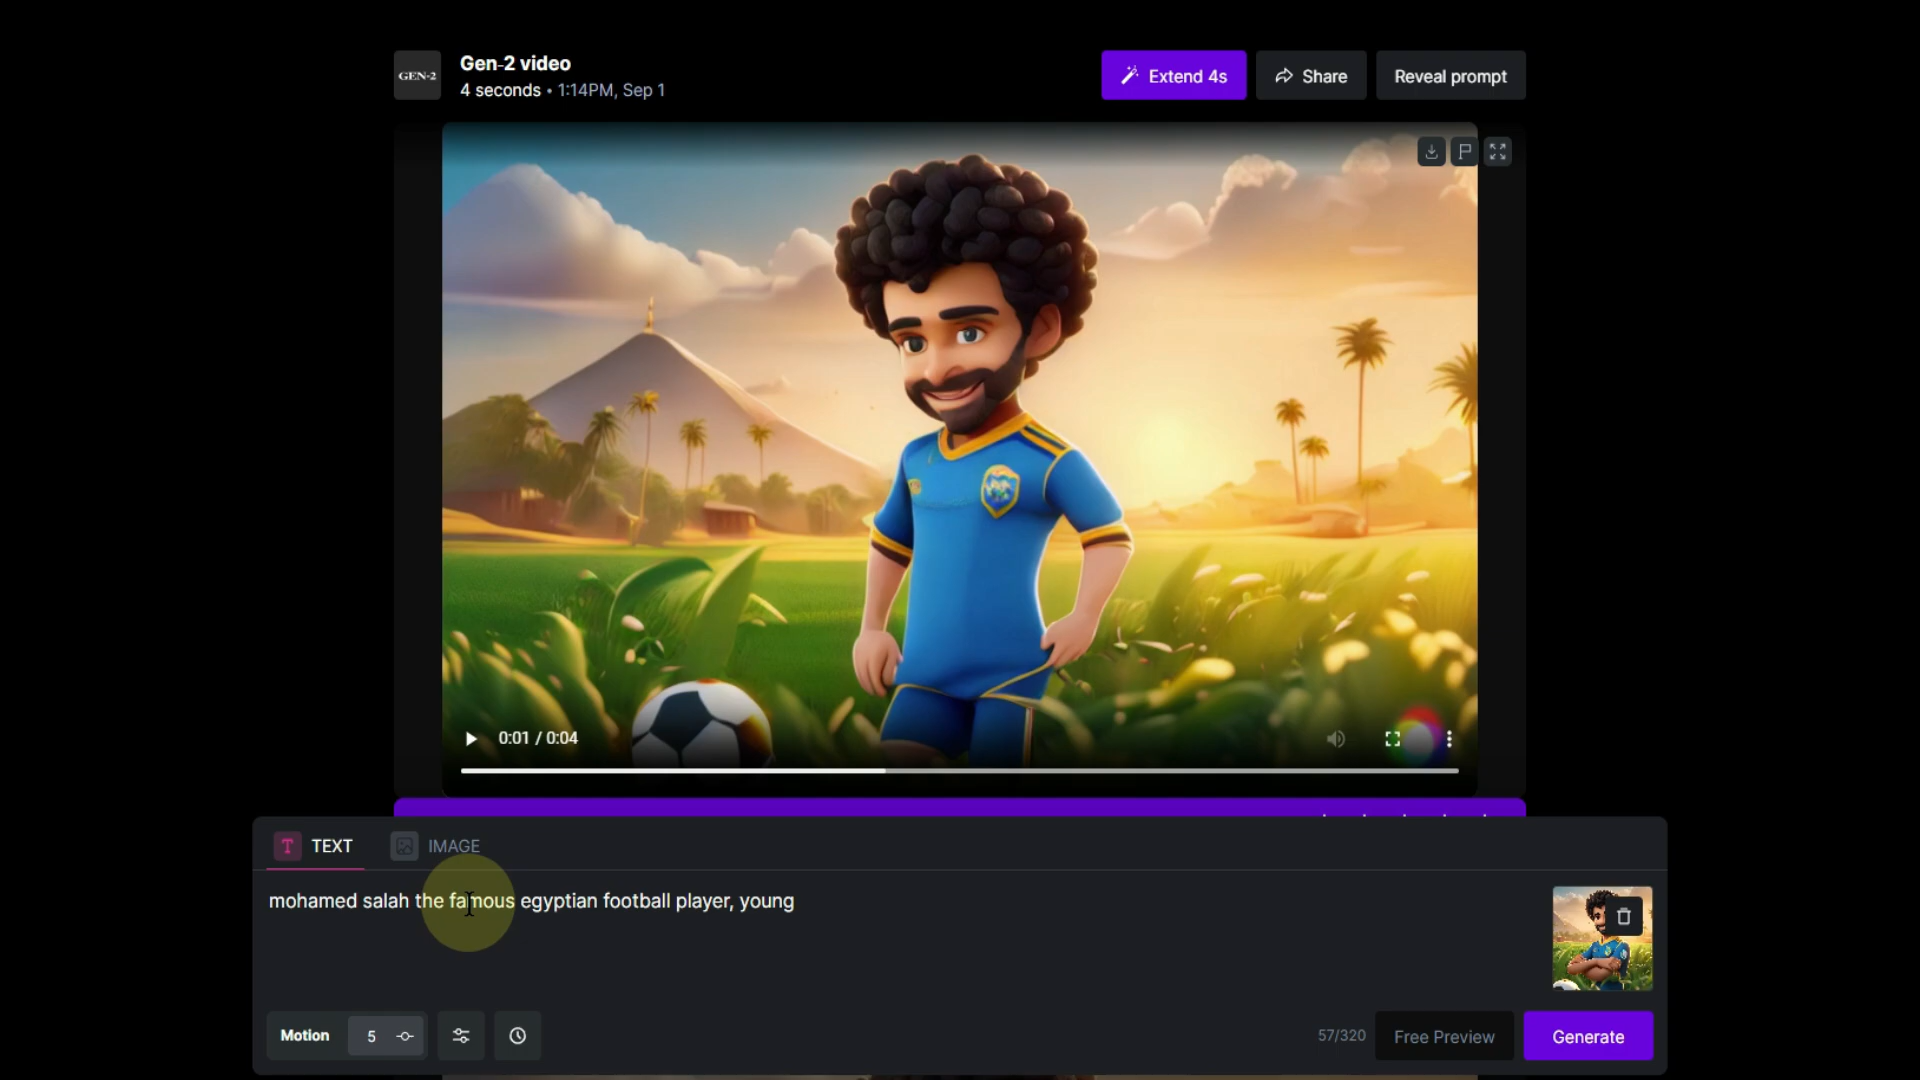 GEN-2
Gen-2 video
4 seconds • 1:14PM, Sep 1
Extend 4s
Share
Reveal prompt
0:01 / 0:04
T TEXT
IMAGE
mohamed salah the famous egyptian football player, young
Motion
5
57/320
Free Preview
Generate